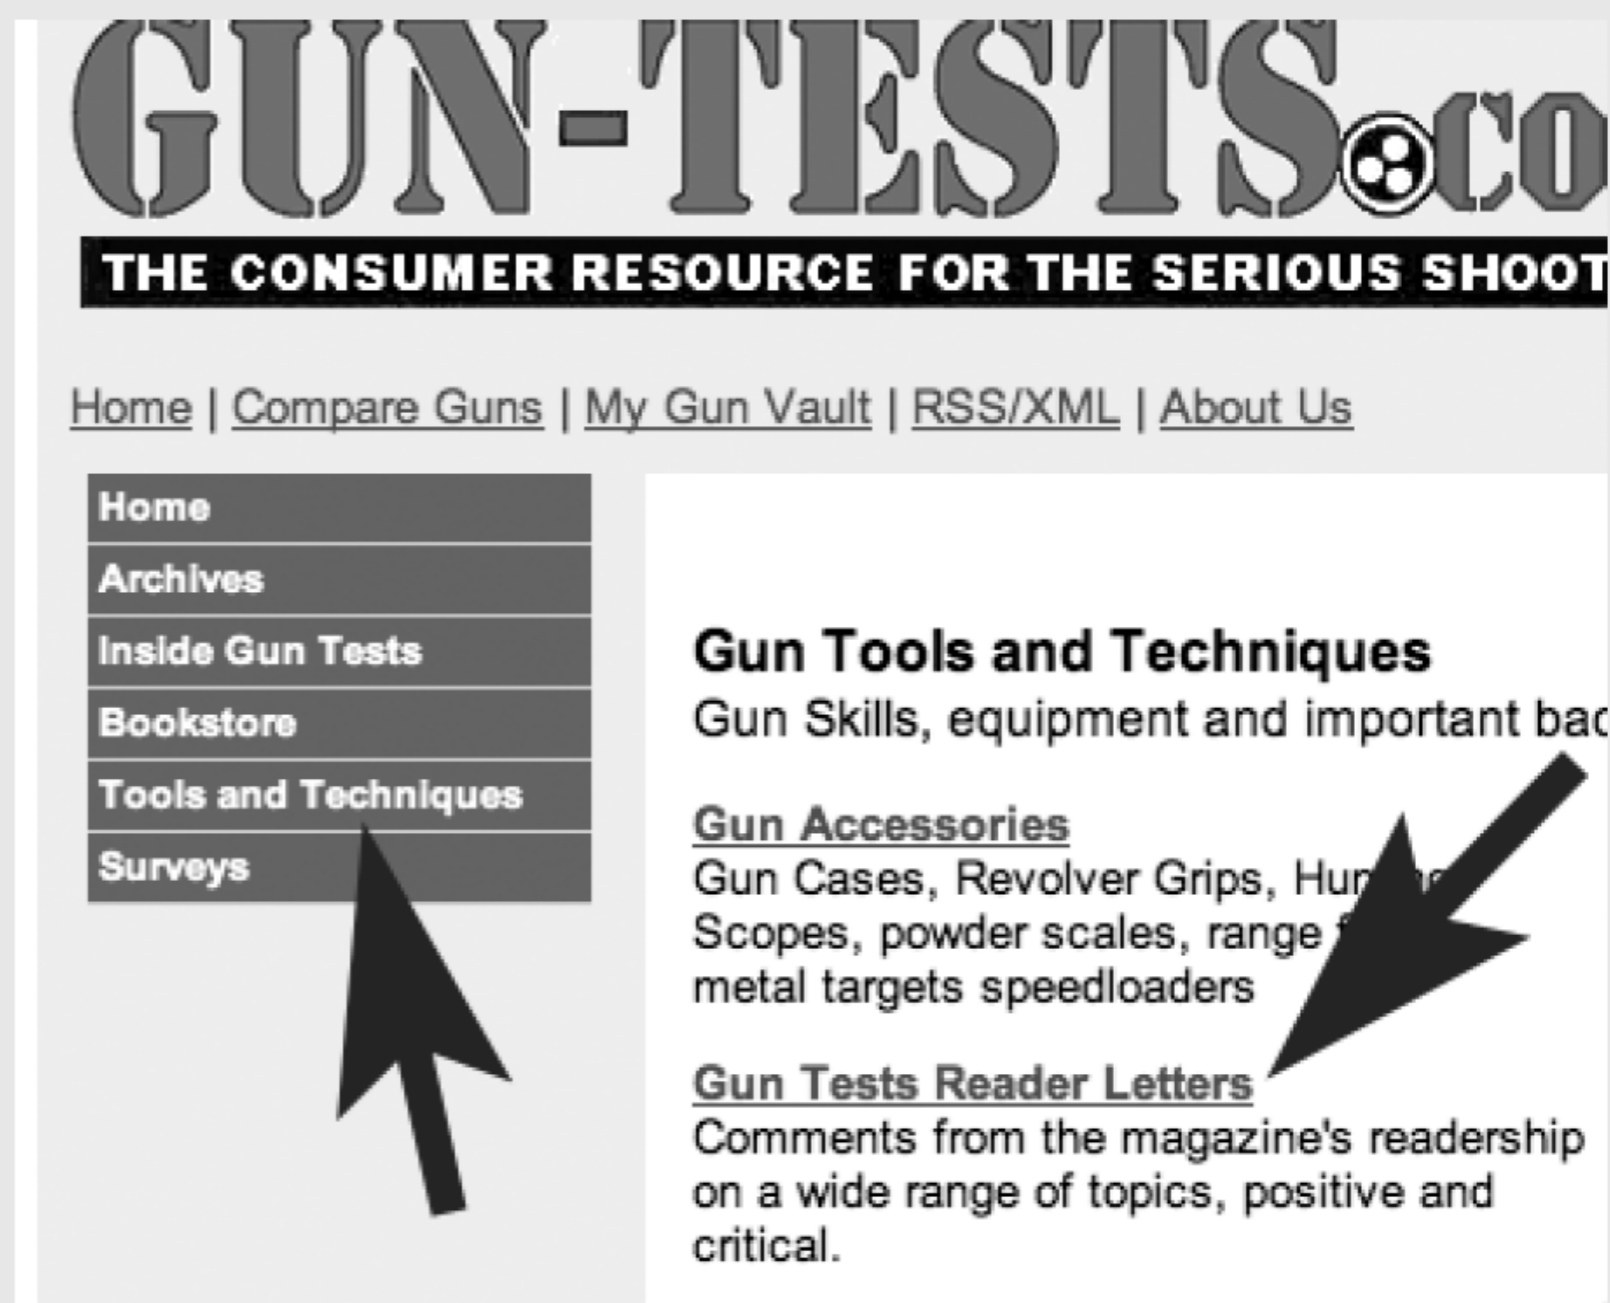 GUN-TESTS.CO
THE CONSUMER RESOURCE FOR THE SERIOUS SHOOT
Home | Compare Guns | My Gun Vault | RSS/XML | About Us
Home
Archives
Inside Gun Tests
Bookstore
Tools and Techniques
Surveys
Gun Tools and Techniques
Gun Skills, equipment and important bac
Gun Accessories
Gun Cases, Revolver Grips,
Scopes, powder scales, range
metal targets speedloaders
Gun Tests Reader Letters
Comments from the magazine's readership
on a wide range of topics, positive and
critical.